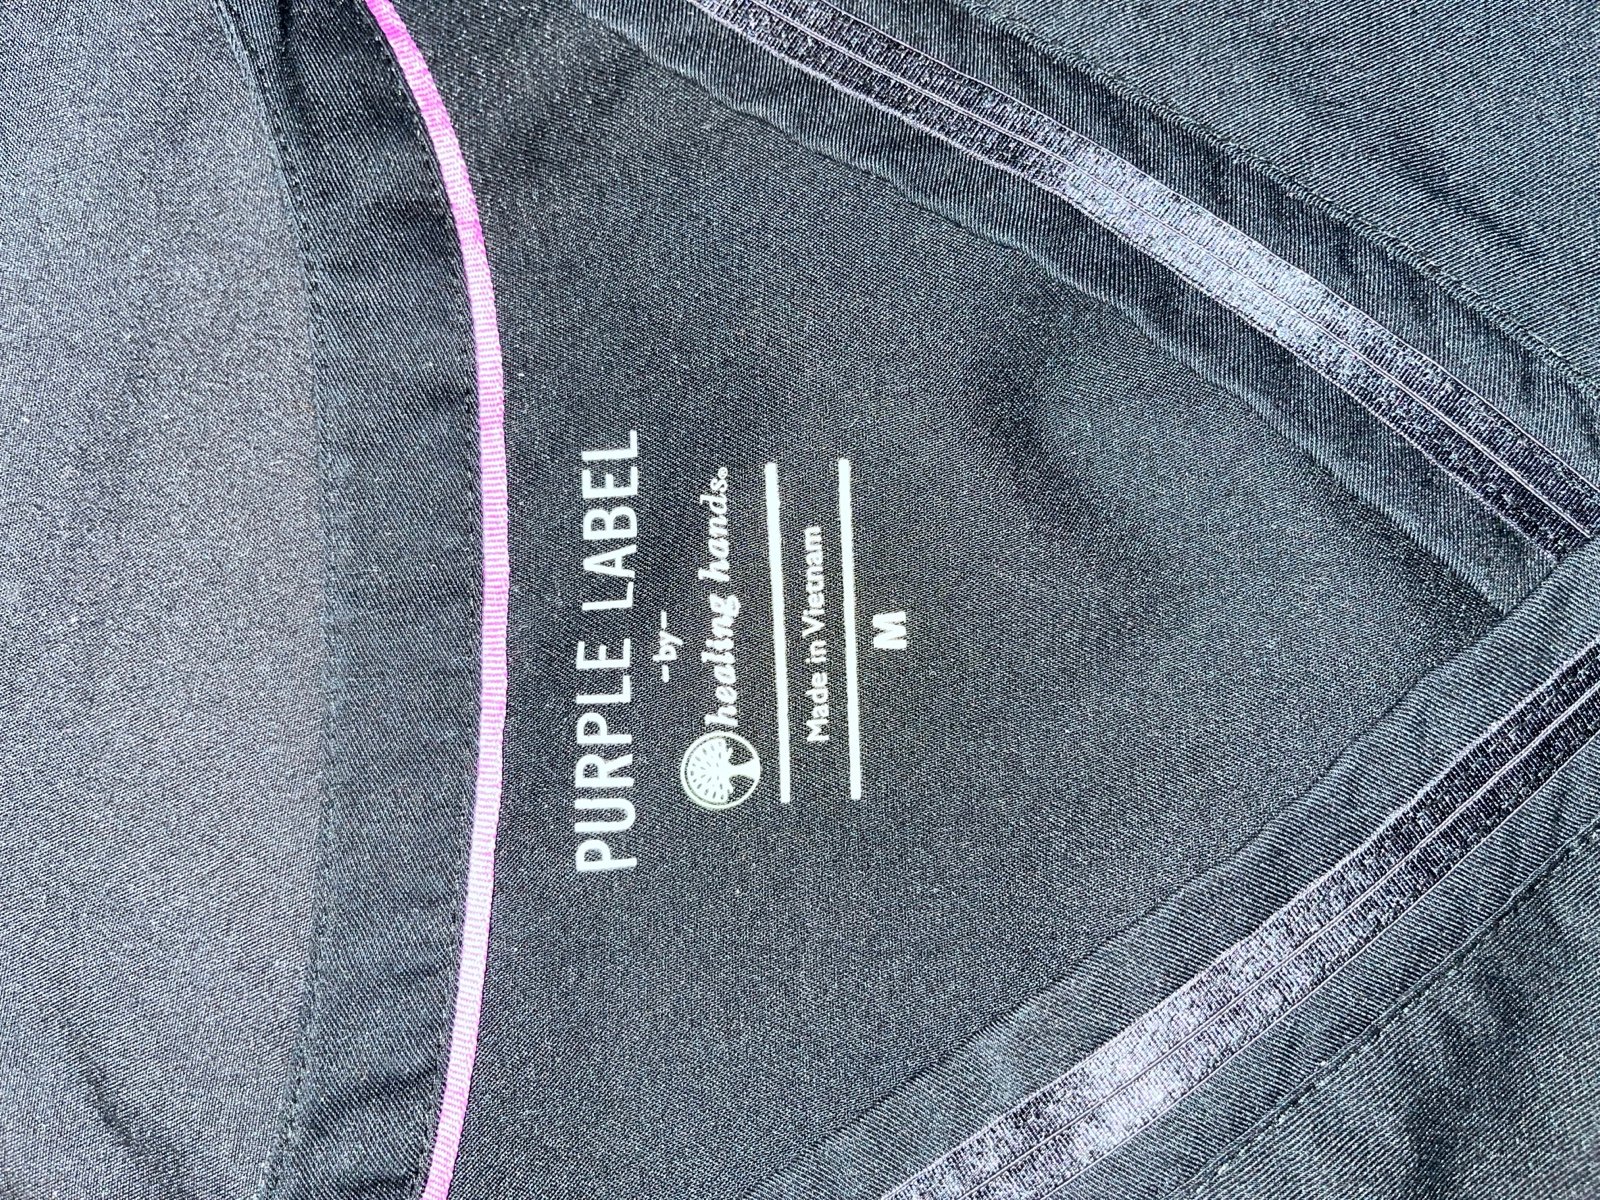 PURPLE LABEL
-by-
healing hands®
Made in Vietnam
M